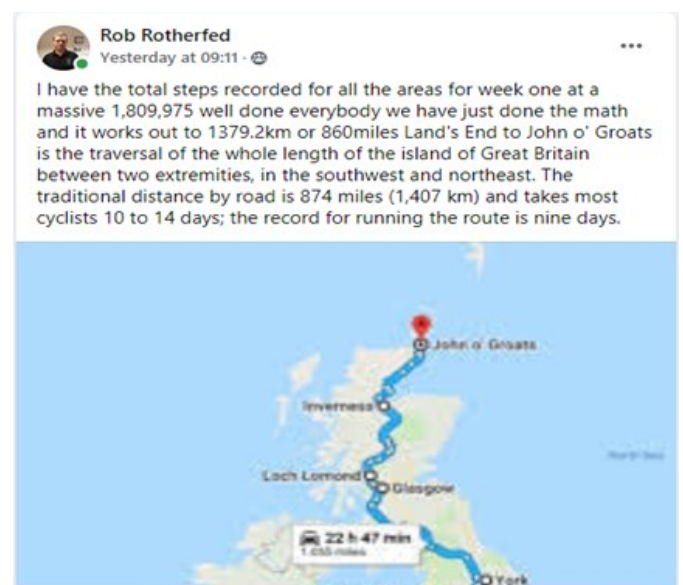 Rob Rotherfed
Yesterday at 09:11 ·
I have the total steps recorded for all the areas for week one at a
massive 1,809,975 well done everybody we have just done the math
and it works out to 1379.2km or 860miles Land's End to John o' Groats
is the traversal of the whole length of the island of Great Britain
between two extremities, in the southwest and northeast. The
traditional distance by road is 874 miles (1,407 km) and takes most
cyclists 10 to 14 days; the record for running the route is nine days.
John o' Groats
Inverness
North Sea
Loch Lomond
Glasgow
22 h 47 min
1,055 miles
York